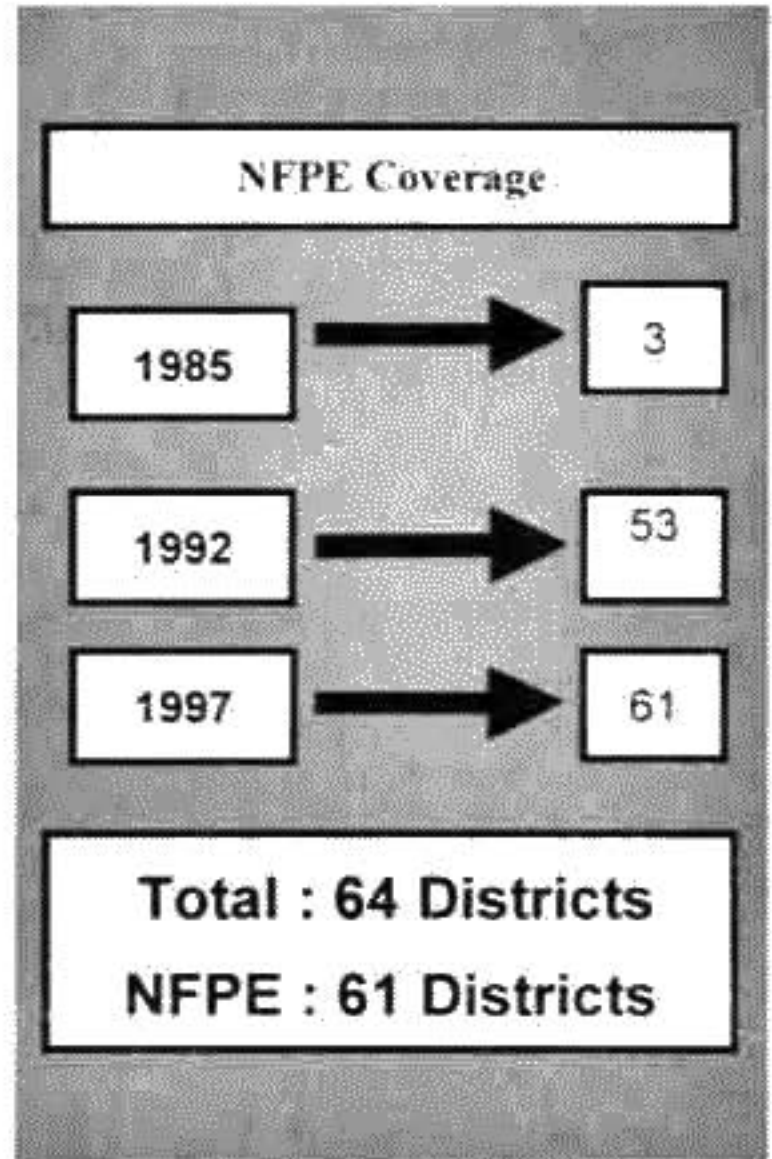 NFPE Coverage
1985
3
1992
53
1997
61
Total : 64 Districts
NFPE : 61 Districts